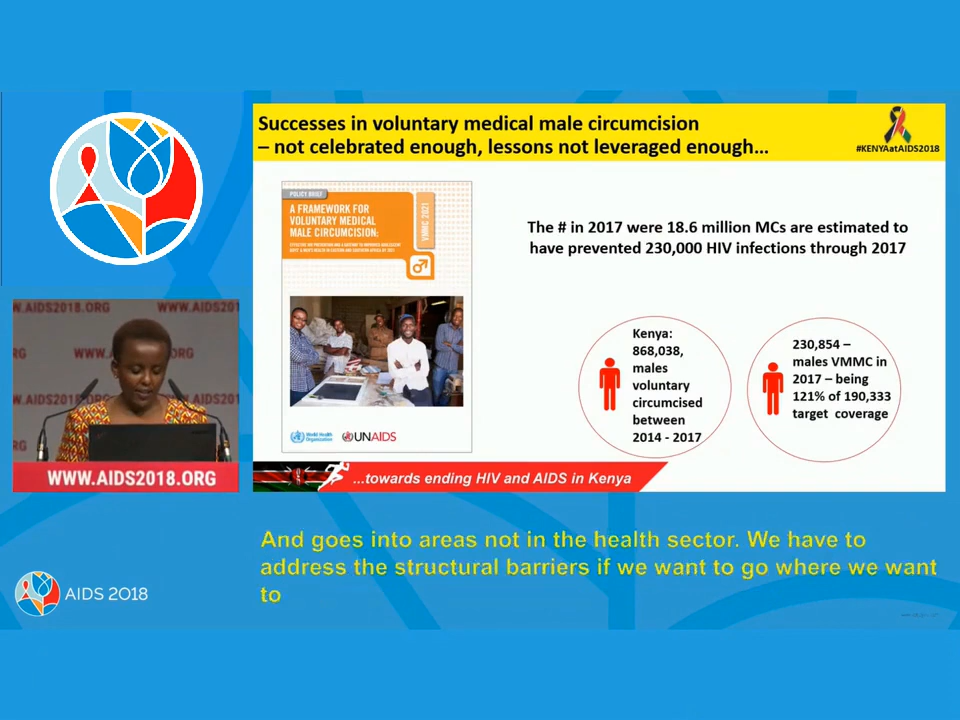 Successes in voluntary medical male circumcision
– not celebrated enough, lessons not leveraged enough...
#KENYAatAIDS2018
POLICY BRIEF
A FRAMEWORK FOR
VOLUNTARY MEDICAL
MALE CIRCUMCISION:
VMMC 2021
World Health
Organization
UNAIDS
The # in 2017 were 18.6 million MCs are estimated to
have prevented 230,000 HIV infections through 2017
Kenya:
868,038,
males
voluntary
circumcised
between
2014 - 2017
230,854 –
males VMMC in
2017 – being
121% of 190,333
target coverage
...towards ending HIV and AIDS in Kenya
W.AIDS2018.ORG
WWW.AIDS20
WWW.AIDS2018.ORG
And goes into areas not in the health sector. We have to
address the structural barriers if we want to go where we want
to
AIDS 2018